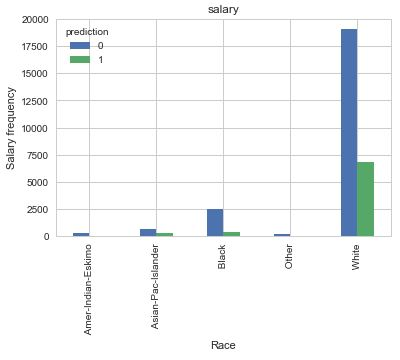 salary
prediction
0
1
20000
17500
15000
12500
10000
7500
5000
2500
0
Salary frequency
Amer-Indian-Eskimo
Asian-Pac-Islander
Black
Other
White
Race